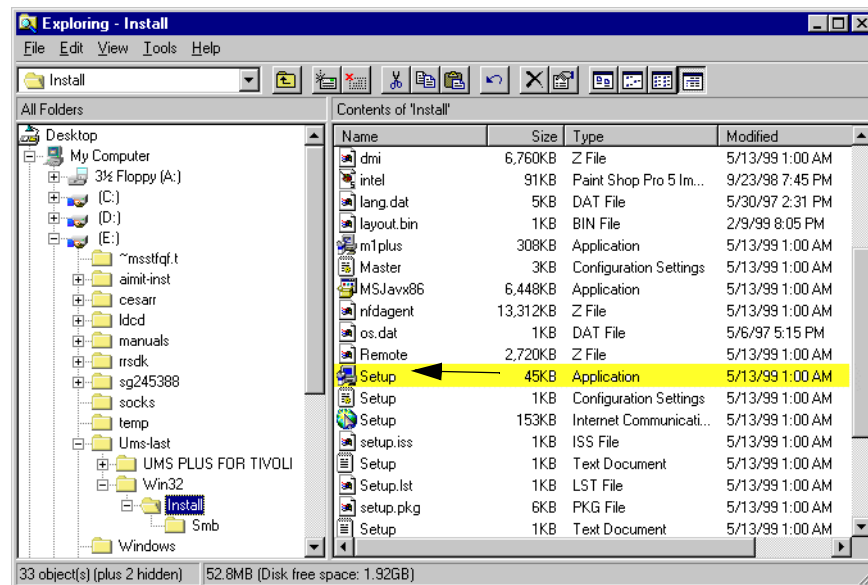 Exploring - Install
File Edit View Tools Help
Install
All Folders
Contents of 'Install'
Desktop
My Computer
3½ Floppy (A:)
(C:)
(D:)
(E:)
~msstfqf.t
aimit-inst
cesarr
ldcd
manuals
rrsdk
sg245388
socks
temp
Ums-last
UMS PLUS FOR TIVOLI
Win32
Install
Smb
Windows
Name Size Type Modified
dmi 6,760KB Z File 5/13/99 1:00 AM
intel 91KB Paint Shop Pro 5 Im... 9/23/98 7:45 PM
lang.dat 5KB DAT File 5/30/97 2:31 PM
layout.bin 1KB BIN File 2/9/99 8:05 PM
m1plus 308KB Application 5/13/99 1:00 AM
Master 3KB Configuration Settings 5/13/99 1:00 AM
MSJavx86 6,448KB Application 5/13/99 1:00 AM
nfdagent 13,312KB Z File 5/13/99 1:00 AM
os.dat 1KB DAT File 5/6/97 5:15 PM
Remote 2,720KB Z File 5/13/99 1:00 AM
Setup 45KB Application 5/13/99 1:00 AM
Setup 1KB Configuration Settings 5/13/99 1:00 AM
Setup 153KB Internet Communicati... 5/13/99 1:00 AM
setup.iss 1KB ISS File 5/13/99 1:00 AM
Setup 1KB Text Document 5/13/99 1:00 AM
Setup.lst 1KB LST File 5/13/99 1:00 AM
setup.pkg 6KB PKG File 5/13/99 1:00 AM
Setup 1KB Text Document 5/13/99 1:00 AM
33 object(s) (plus 2 hidden) 52.8MB (Disk free space: 1.92GB)